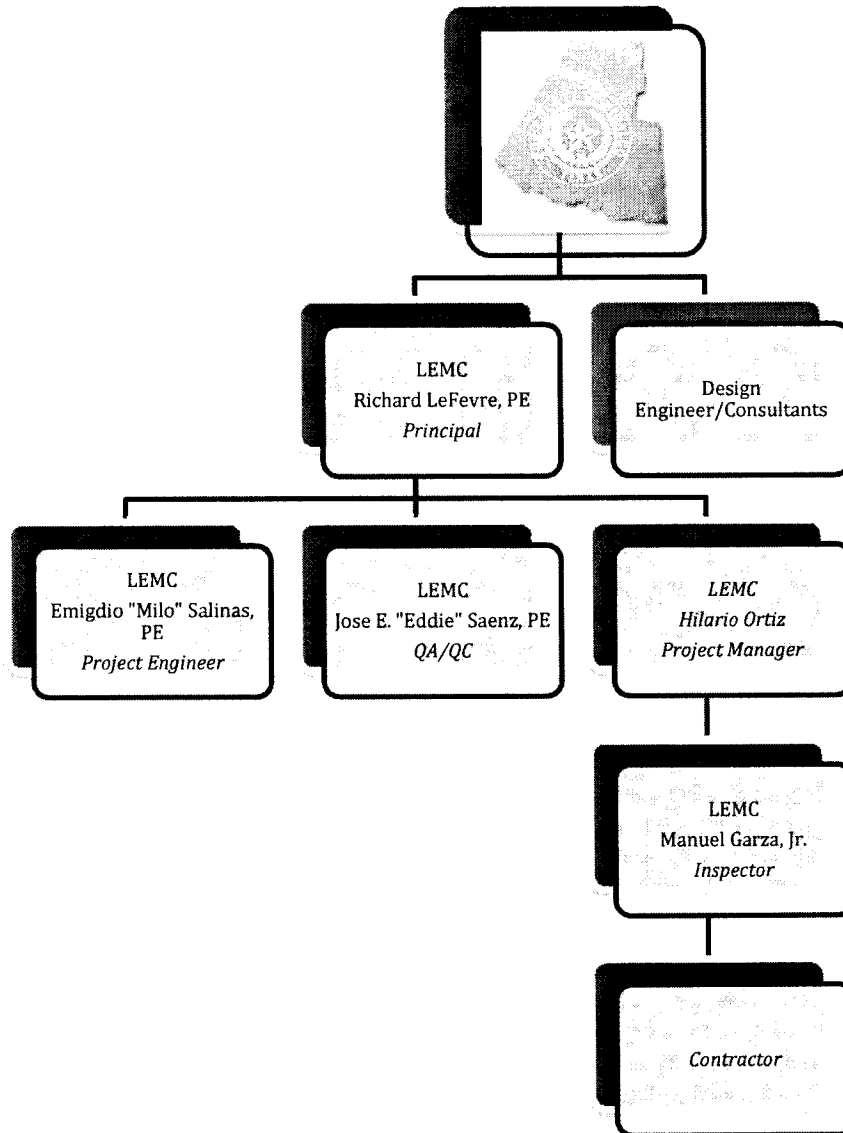 LEMC
Richard LeFevre, PE
Principal
Design
Engineer/Consultants
LEMC
Emigdio "Milo" Salinas,
PE
Project Engineer
LEMC
Jose E. "Eddie" Saenz, PE
QA/QC
LEMC
Hilario Ortiz
Project Manager
LEMC
Manuel Garza, Jr.
Inspector
Contractor